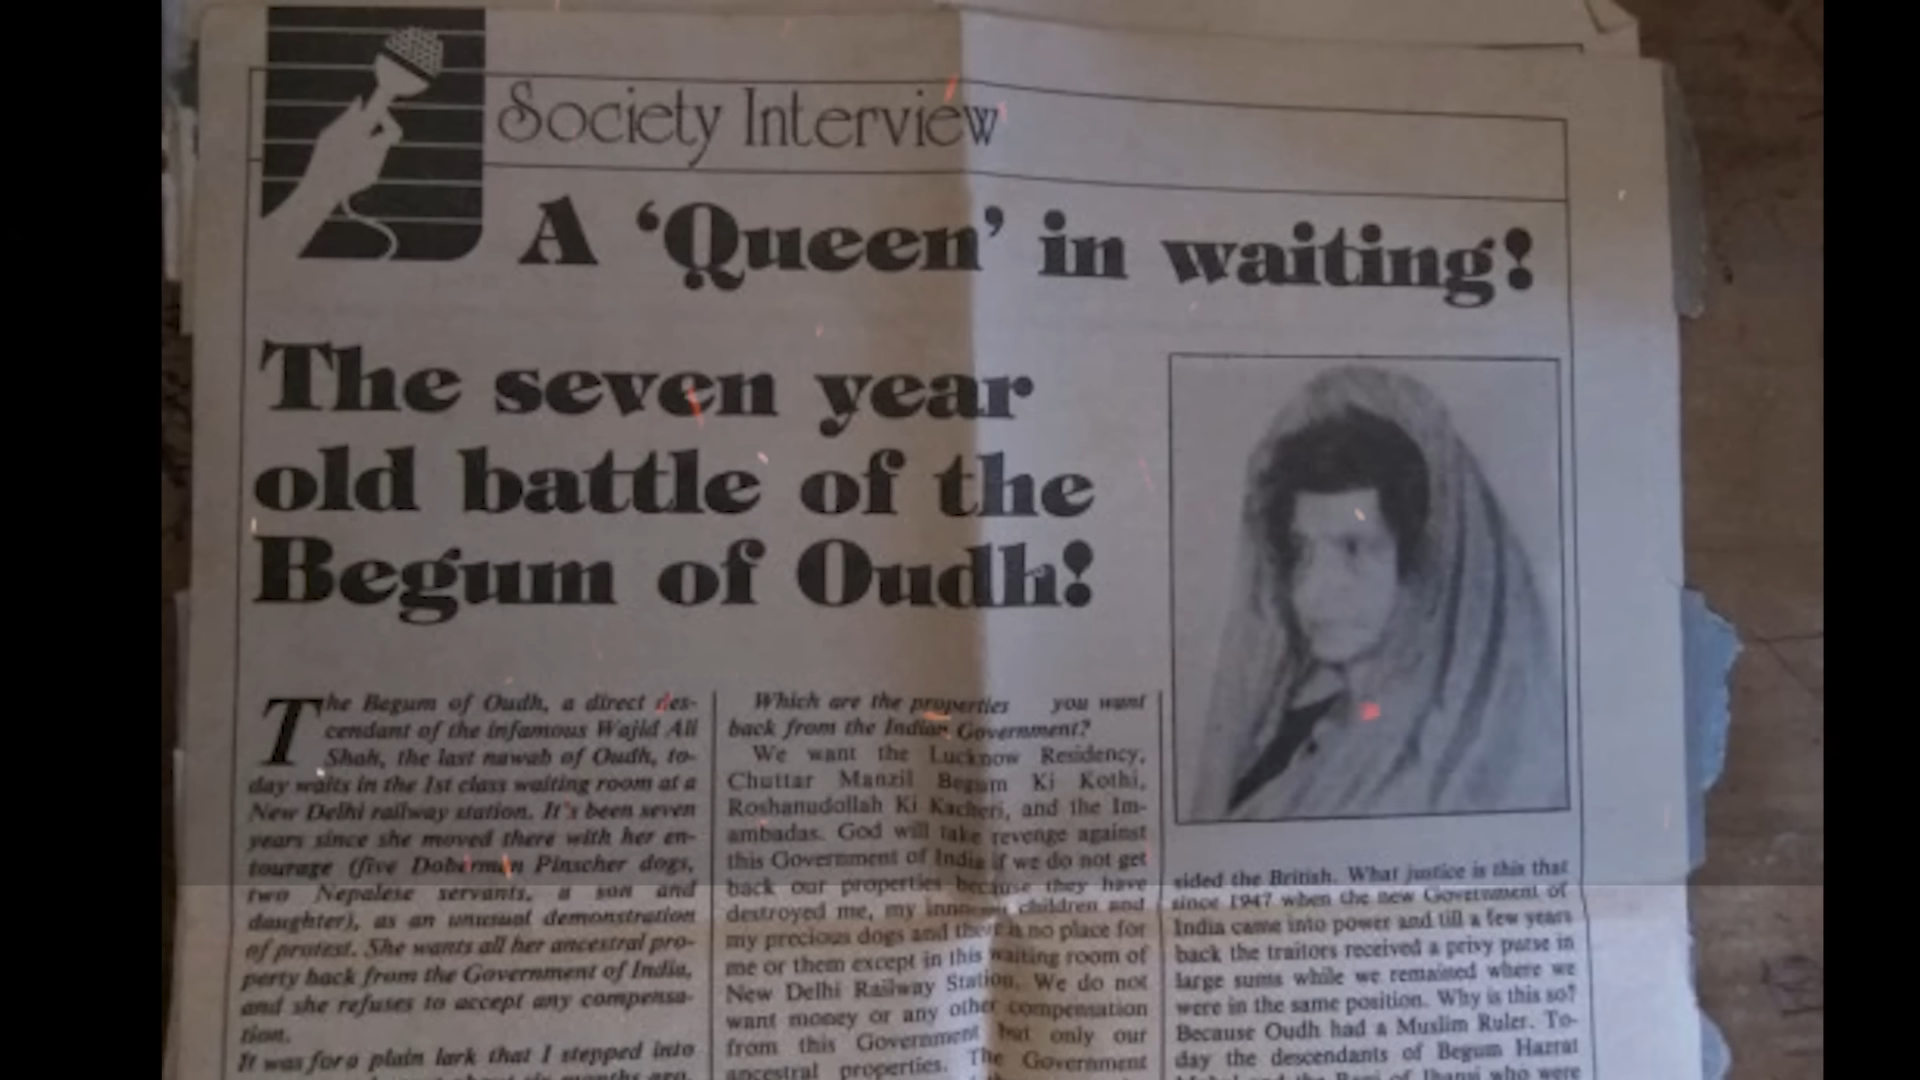 Society Interview
A ‘Queen’ in waiting!
The seven year
old battle of the
Begum of Oudh!
The Begum of Oudh, a direct des-
cendant of the infamous Wajid Ali
Shah, the last nawab of Oudh, to-
day waits in the 1st class waiting room at a
New Delhi railway station. It's been seven
years since she moved there with her en-
tourage (five Doberman Pinscher dogs,
two Nepalese servants, a son and
daughter), as an unusual demonstration
of protest. She wants all her ancestral pro-
perty back from the Government of India,
and she refuses to accept any compensa-
tion.
It was for a plain lark that I stepped into
Which are the properties you want
back from the Indian Government?
We want the Lucknow Residency,
Chuttar Manzil Begum Ki Kothi,
Roshanudollah Ki Kacheri, and the Im-
ambadas. God will take revenge against
this Government of India if we do not get
back our properties because they have
destroyed me, my innocent children and
my precious dogs and there is no place for
me or them except in this waiting room of
New Delhi Railway Station. We do not
want money or any other compensation
from this Government but only our
ancestral properties. The Government
sided the British. What justice is this that
since 1947 when the new Government of
India came into power and till a few years
back the traitors received a privy purse in
large sums while we remained where we
were in the same position. Why is this so?
Because Oudh had a Muslim Ruler. To-
day the descendants of Begum Hazrat